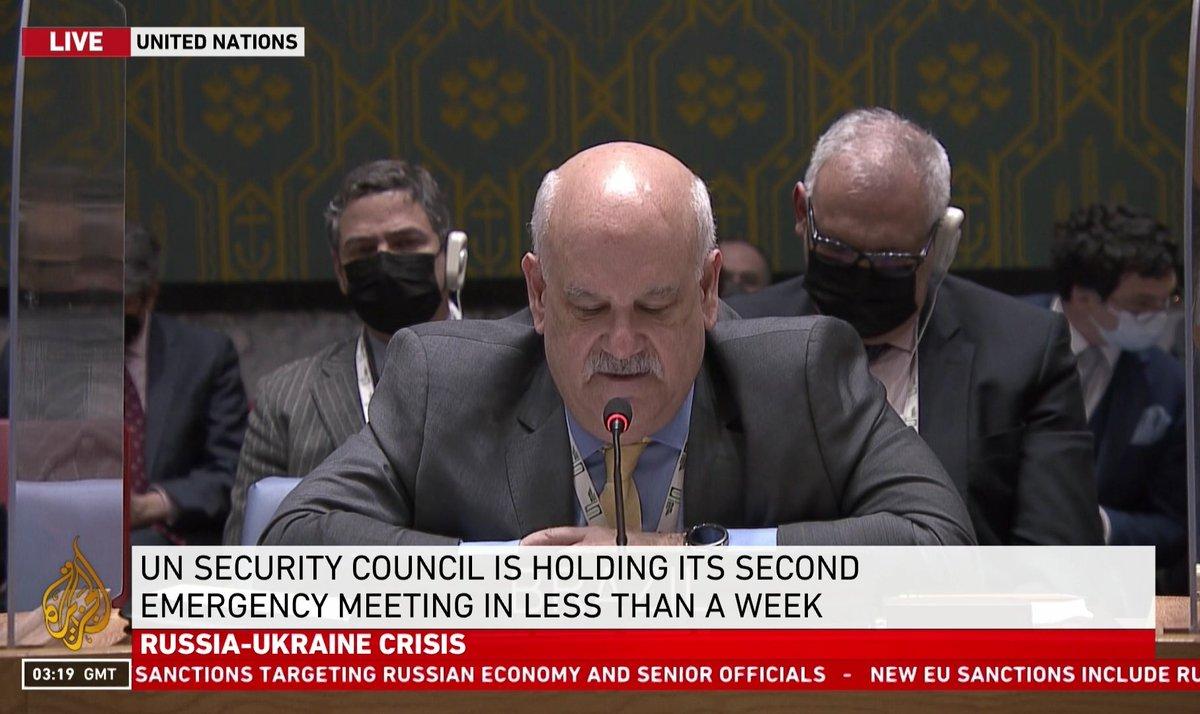 LIVE UNITED NATIONS
UN SECURITY COUNCIL IS HOLDING ITS SECOND
EMERGENCY MEETING IN LESS THAN A WEEK
RUSSIA-UKRAINE CRISIS
03:19 GMT SANCTIONS TARGETING RUSSIAN ECONOMY AND SENIOR OFFICIALS - NEW EU SANCTIONS INCLUDE RU